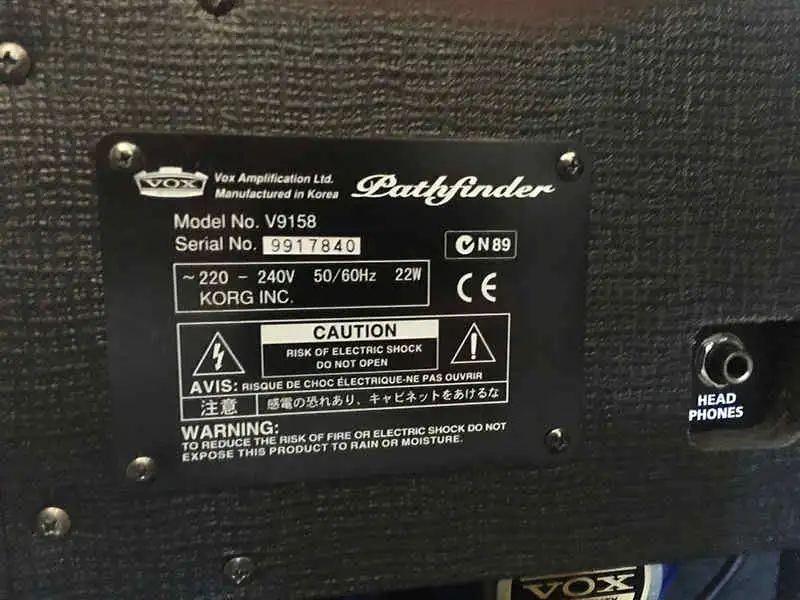 VOX
Vox Amplification Ltd.
Manufactured in Korea
Pathfinder
Model No. V9158
Serial No. 9917840
N89
~220 - 240V 50/60Hz 22W
KORG INC.
CE
CAUTION
RISK OF ELECTRIC SHOCK
DO NOT OPEN
AVIS: RISQUE DE CHOC ÉLECTRIQUE-NE PAS OUVRIR
注意 感電の恐れあり、キャビネットをあけるな
WARNING:
TO REDUCE THE RISK OF FIRE OR ELECTRIC SHOCK DO NOT
EXPOSE THIS PRODUCT TO RAIN OR MOISTURE.
HEAD
PHONES
VOX